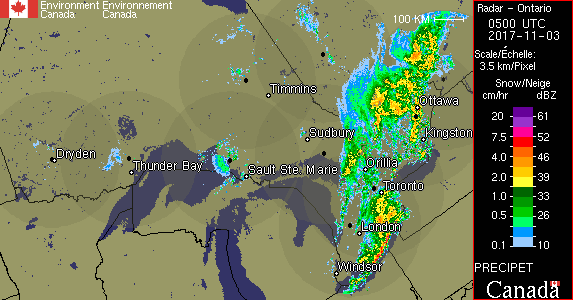 Environment Environnement
Canada Canada
100 KM
Timmins
Ottawa
Sudbury
Kingston
Dryden
Thunder Bay
Sault Ste. Marie
Orillia
Toronto
London
Windsor
Radar - Ontario
0500 UTC
2017-11-03
Scale/Échelle:
3.5 km/Pixel
Snow/Neige
cm/hr dBZ
20 61
7.5 52
4.0 46
2.0 39
1.0 33
0.5 26
0.1 10
PRECIPET
Canada